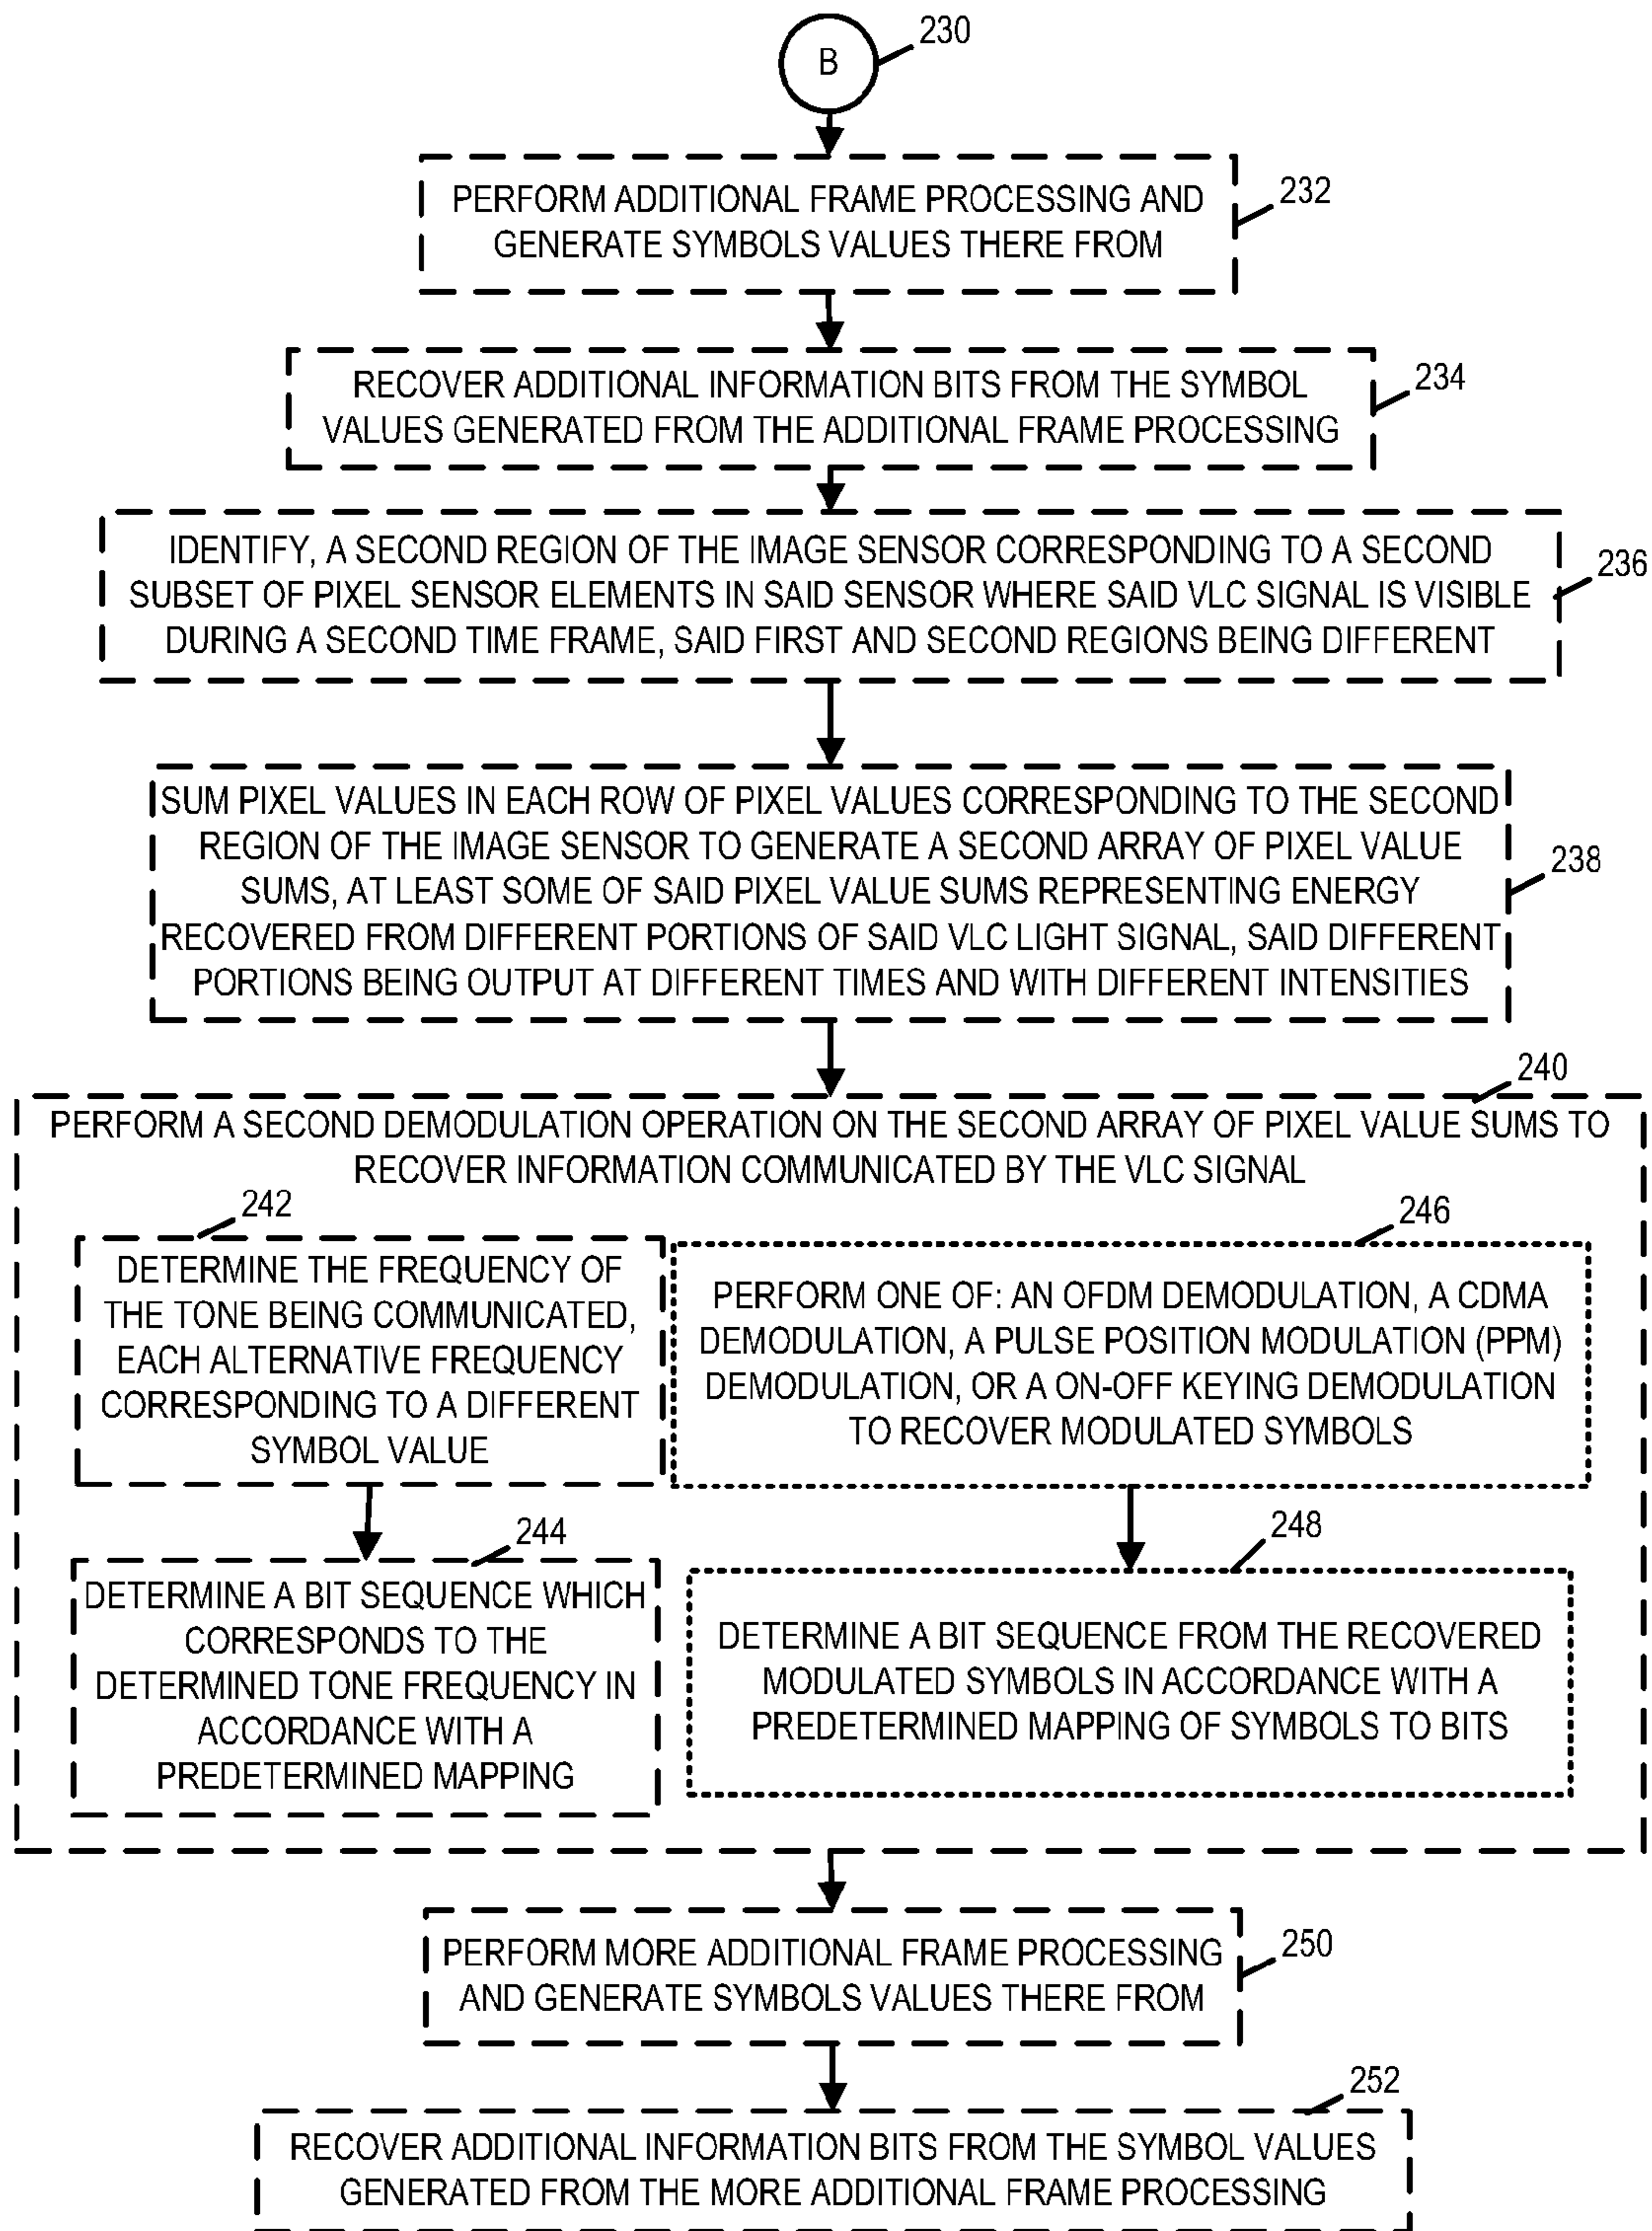 B
230
PERFORM ADDITIONAL FRAME PROCESSING AND
GENERATE SYMBOLS VALUES THERE FROM
232
RECOVER ADDITIONAL INFORMATION BITS FROM THE SYMBOL
VALUES GENERATED FROM THE ADDITIONAL FRAME PROCESSING
234
IDENTIFY, A SECOND REGION OF THE IMAGE SENSOR CORRESPONDING TO A SECOND
SUBSET OF PIXEL SENSOR ELEMENTS IN SAID SENSOR WHERE SAID VLC SIGNAL IS VISIBLE
DURING A SECOND TIME FRAME, SAID FIRST AND SECOND REGIONS BEING DIFFERENT
236
SUM PIXEL VALUES IN EACH ROW OF PIXEL VALUES CORRESPONDING TO THE SECOND
REGION OF THE IMAGE SENSOR TO GENERATE A SECOND ARRAY OF PIXEL VALUE
SUMS, AT LEAST SOME OF SAID PIXEL VALUE SUMS REPRESENTING ENERGY
RECOVERED FROM DIFFERENT PORTIONS OF SAID VLC LIGHT SIGNAL, SAID DIFFERENT
PORTIONS BEING OUTPUT AT DIFFERENT TIMES AND WITH DIFFERENT INTENSITIES
238
240
PERFORM A SECOND DEMODULATION OPERATION ON THE SECOND ARRAY OF PIXEL VALUE SUMS TO
RECOVER INFORMATION COMMUNICATED BY THE VLC SIGNAL
242
DETERMINE THE FREQUENCY OF
THE TONE BEING COMMUNICATED,
EACH ALTERNATIVE FREQUENCY
CORRESPONDING TO A DIFFERENT
SYMBOL VALUE
244
DETERMINE A BIT SEQUENCE WHICH
CORRESPONDS TO THE
DETERMINED TONE FREQUENCY IN
ACCORDANCE WITH A
PREDETERMINED MAPPING
246
PERFORM ONE OF: AN OFDM DEMODULATION, A CDMA
DEMODULATION, A PULSE POSITION MODULATION (PPM)
DEMODULATION, OR A ON-OFF KEYING DEMODULATION
TO RECOVER MODULATED SYMBOLS
248
DETERMINE A BIT SEQUENCE FROM THE RECOVERED
MODULATED SYMBOLS IN ACCORDANCE WITH A
PREDETERMINED MAPPING OF SYMBOLS TO BITS
PERFORM MORE ADDITIONAL FRAME PROCESSING
AND GENERATE SYMBOLS VALUES THERE FROM
250
252
RECOVER ADDITIONAL INFORMATION BITS FROM THE SYMBOL VALUES
GENERATED FROM THE MORE ADDITIONAL FRAME PROCESSING